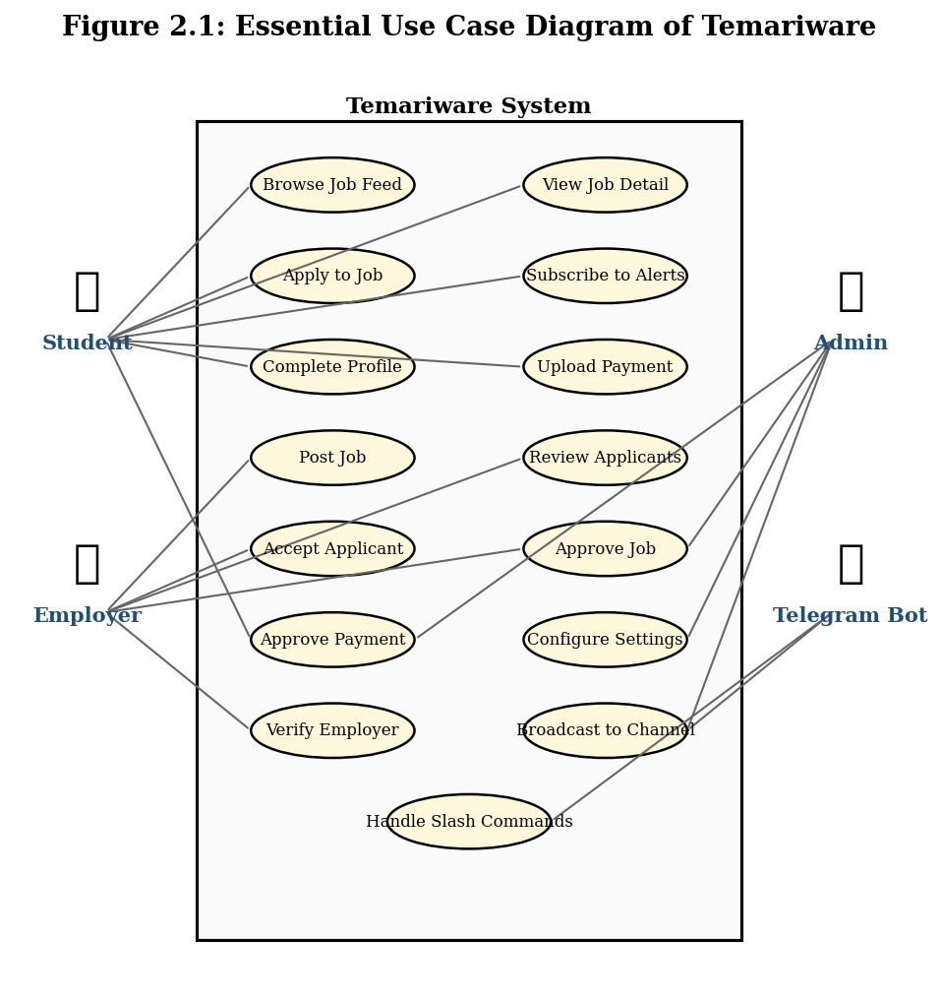 Figure 2.1: Essential Use Case Diagram of Temariware
Temariware System
Browse Job Feed
View Job Detail
Apply to Job
Subscribe to Alerts
Student
Admin
Complete Profile
Upload Payment
Post Job
Review Applicants
Accept Applicant
Approve Job
Employer
Telegram Bot
Approve Payment
Configure Settings
Verify Employer
Broadcast to Channel
Handle Slash Commands